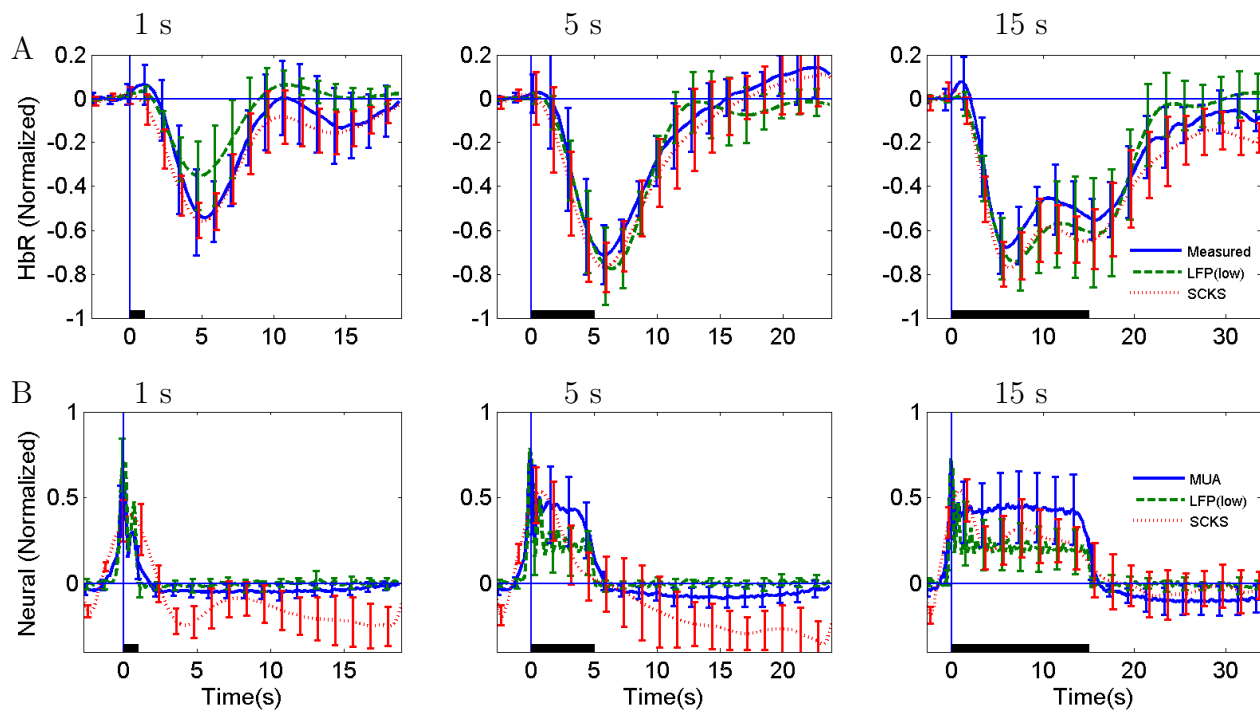 1 s
5 s
15 s
A
HbR (Normalized)
0.2
0
-0.2
-0.4
-0.6
-0.8
-1
0
5
10
15
0.2
0
-0.2
-0.4
-0.6
-0.8
-1
0
5
10
15
20
0.2
0
-0.2
-0.4
-0.6
-0.8
-1
0
10
20
30
Measured
LFP(low)
SCKS
B
1 s
5 s
15 s
Neural (Normalized)
1
0.5
0
0
5
10
15
Time(s)
1
0.5
0
0
5
10
15
20
Time(s)
1
0.5
0
0
10
20
30
Time(s)
MUA
LFP(low)
SCKS